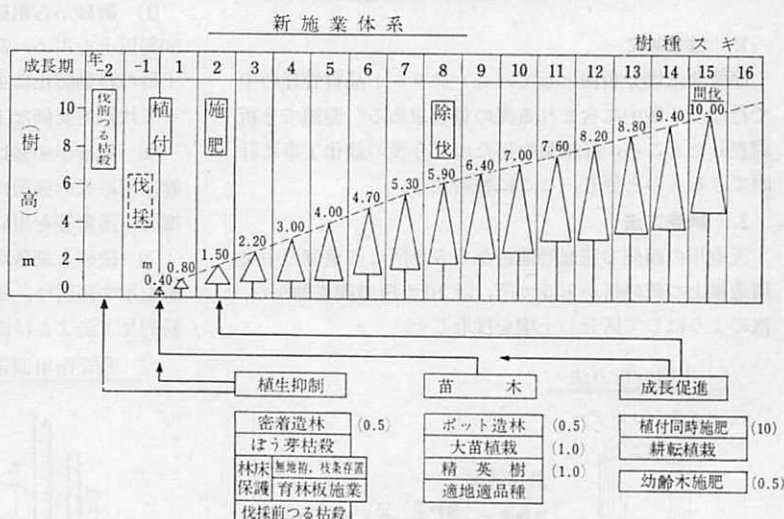 新施業体系
樹種 スギ
成長期 年 -2 -1 1 2 3 4 5 6 7 8 9 10 11 12 13 14 15 16
(樹高) m
10
8
6
4
2
0
伐前つる枯殺
伐採
植付
施肥
除伐
間伐
m
0.40 0.80 1.50 2.20 3.00 4.00 4.70 5.30 5.90 6.40 7.00 7.60 8.20 8.80 9.40 10.00
植生抑制 苗木 成長促進
密着造林 (0.5)
ぼう芽枯殺
林床保護 無地拵、枝条存置
育林板施業
伐採前つる枯殺
ポット造林 (0.5)
大苗植栽 (1.0)
精英樹 (1.0)
適地適品種
植付同時施肥 (10)
耕転植栽
幼齢木施肥 (0.5)